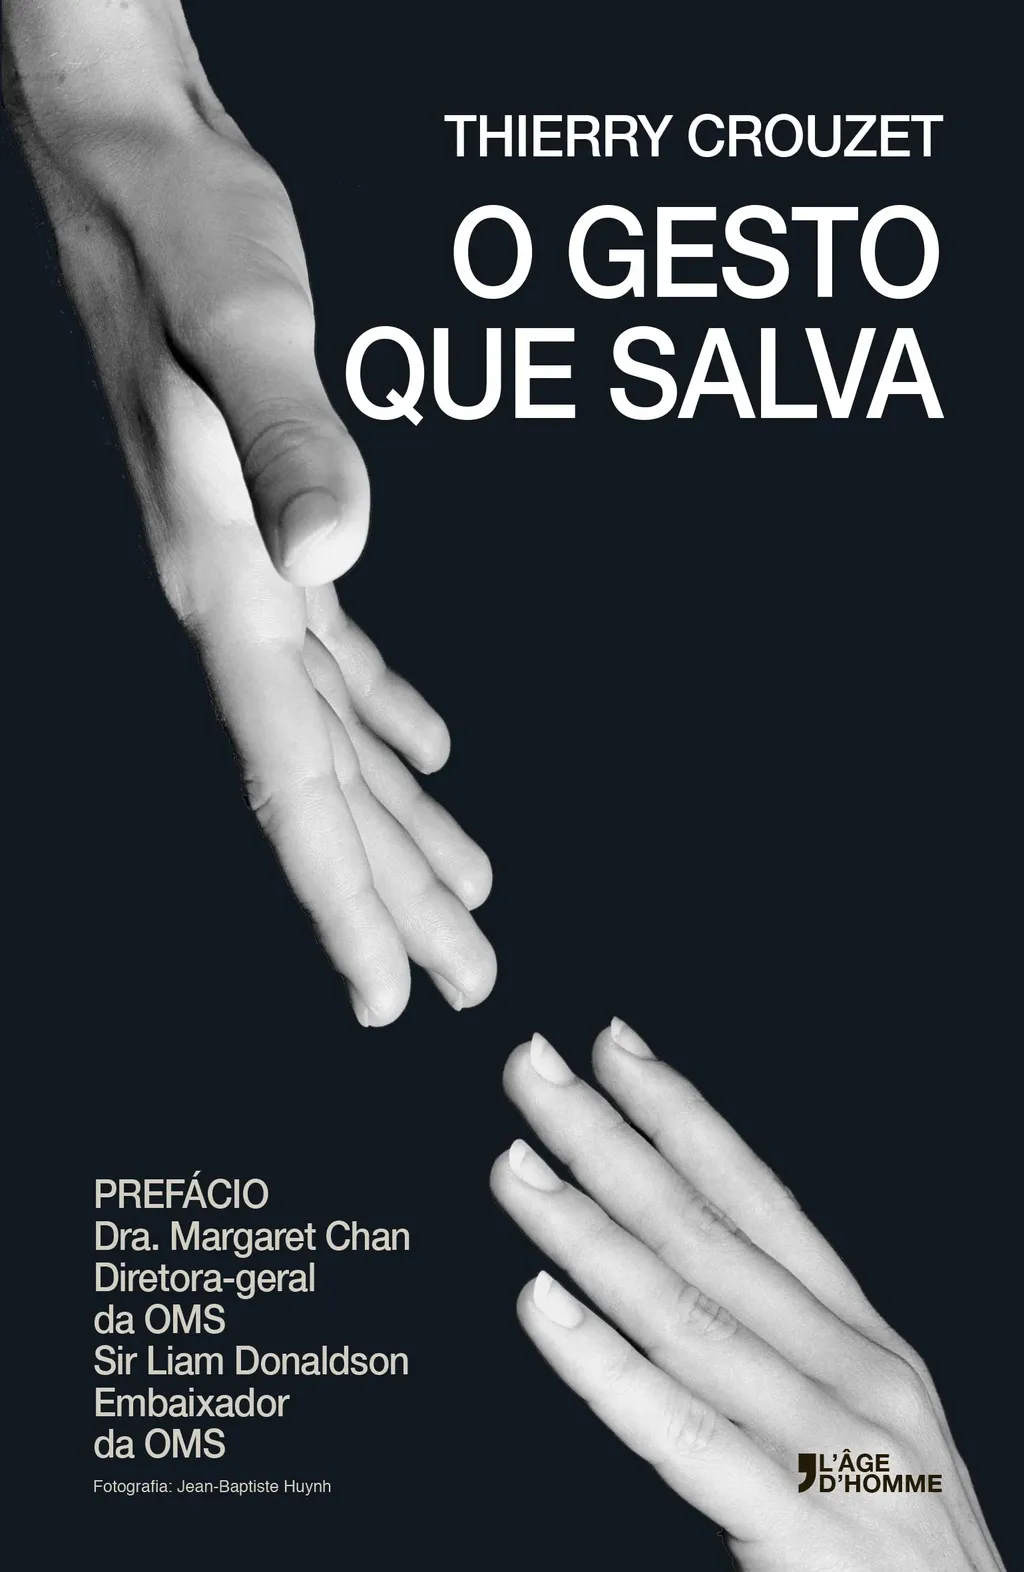 THIERRY CROUZET
O GESTO
QUE SALVA
PREFÁCIO
Dra. Margaret Chan
Diretora-geral
da OMS
Sir Liam Donaldson
Embaixador
da OMS
Fotografia: Jean-Baptiste Huynh
L’ÂGE
D’HOMME